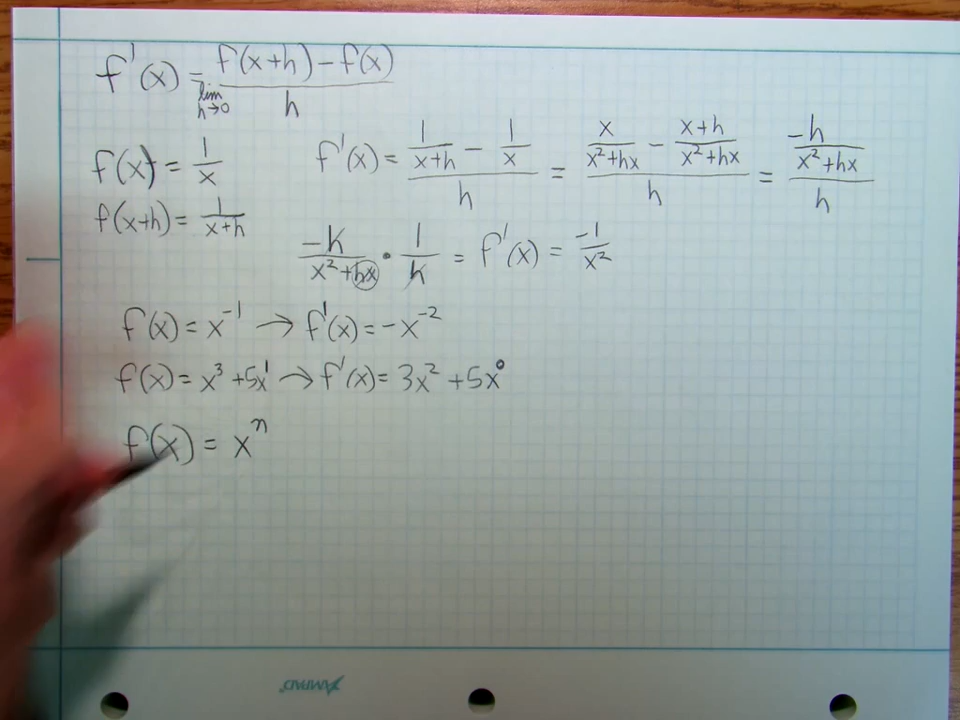 f'(x) = lim h→0 (f(x+h) - f(x)) / h
f(x) = 1/x
f'(x) = (1/(x+h) - 1/x) / h = (x/(x²+hx) - (x+h)/(x²+hx)) / h = (-h/(x²+hx)) / h
f(x+h) = 1/(x+h)
-h/(x²+hx) · 1/h = f'(x) = -1/x²
f(x) = x⁻¹ → f'(x) = -x⁻²
f(x) = x³ + 5x¹ → f'(x) = 3x² + 5x⁰
f(x) = xⁿ
AMPAD